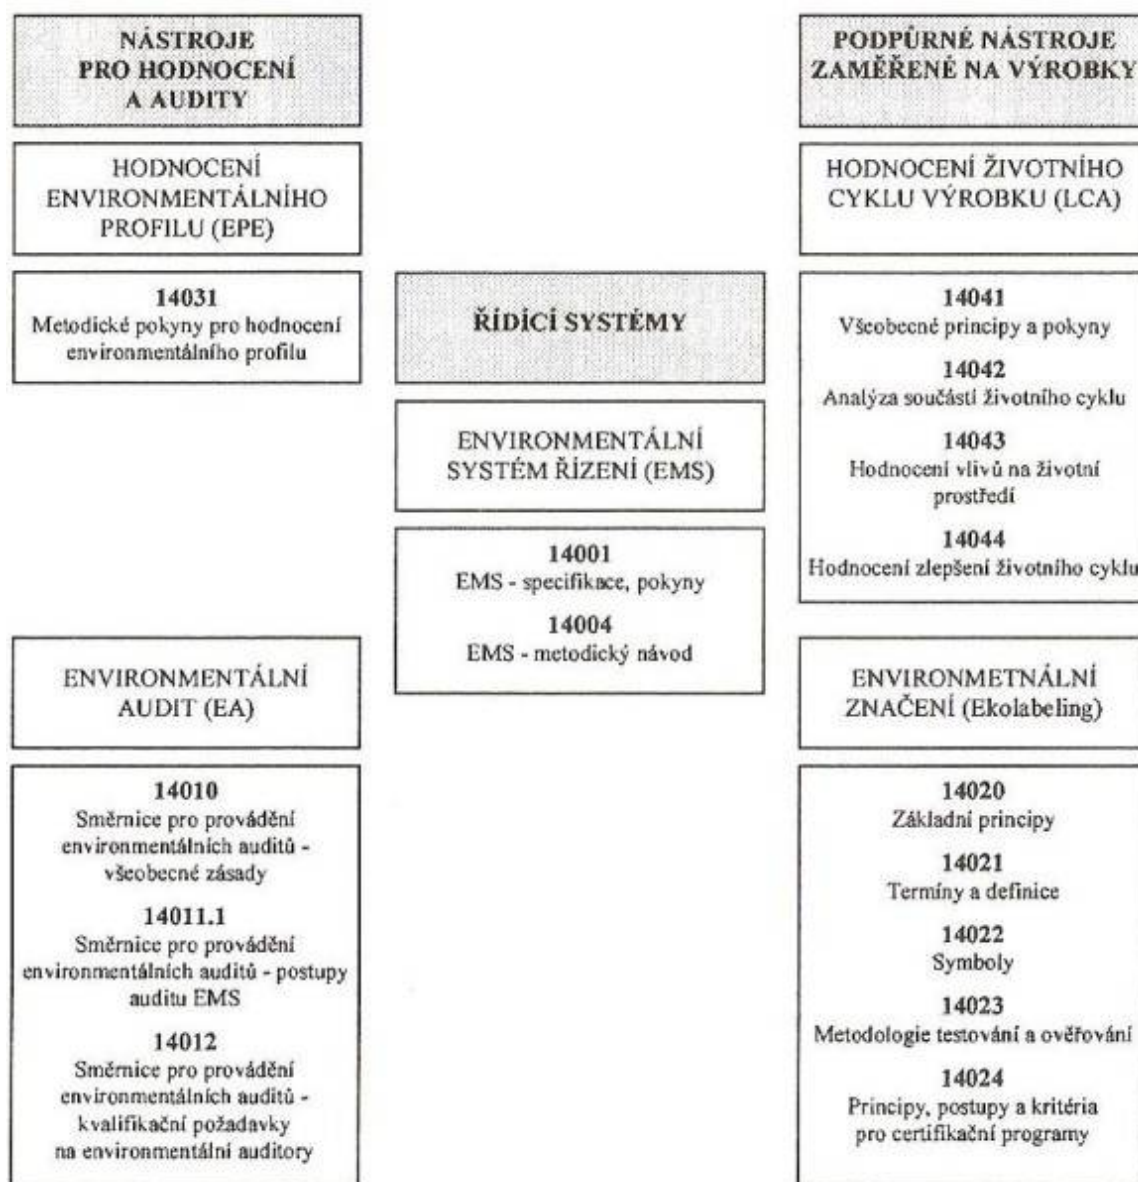 NÁSTROJE
PRO HODNOCENÍ
A AUDITY
HODNOCENÍ
ENVIRONMENTÁLNÍHO
PROFILU (EPE)
14031
Metodické pokyny pro hodnocení
environmentálního profilu
ENVIRONMENTÁLNÍ
AUDIT (EA)
14010
Směrnice pro provádění
environmentálních auditů -
všeobecné zásady
14011.1
Směrnice pro provádění
environmentálních auditů - postupy
auditu EMS
14012
Směrnice pro provádění
environmentálních auditů -
kvalifikační požadavky
na environmentální auditory
ŘÍDÍCÍ SYSTÉMY
ENVIRONMENTÁLNÍ
SYSTÉM ŘÍZENÍ (EMS)
14001
EMS - specifikace, pokyny
14004
EMS - metodický návod
PODPŮRNÉ NÁSTROJE
ZAMĚŘENÉ NA VÝROBKY
HODNOCENÍ ŽIVOTNÍHO
CYKLU VÝROBKU (LCA)
14041
Všeobecné principy a pokyny
14042
Analýza součástí životního cyklu
14043
Hodnocení vlivů na životní
prostředí
14044
Hodnocení zlepšení životního cyklu
ENVIRONMETNÁLNÍ
ZNAČENÍ (Ekolabeling)
14020
Základní principy
14021
Termíny a definice
14022
Symboly
14023
Metodologie testování a ověřování
14024
Principy, postupy a kritéria
pro certifikační programy